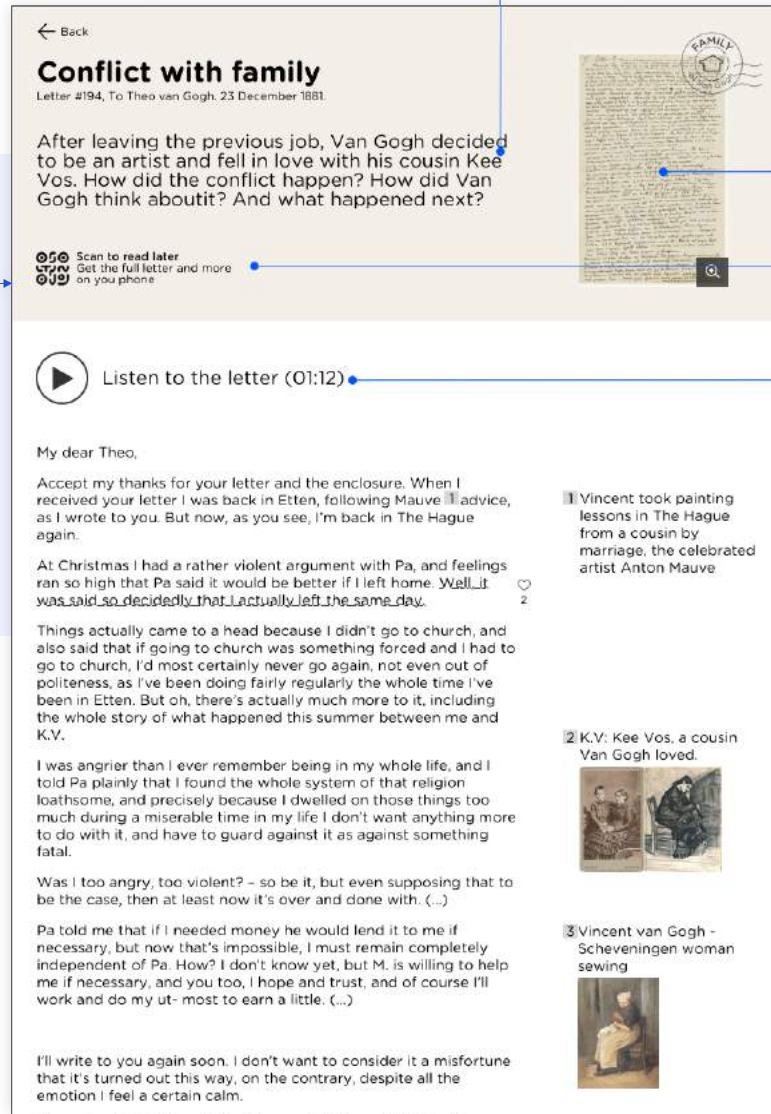 Back
Conflict with family
Letter #194, To Theo van Gogh. 23 December 1881.
After leaving the previous job, Van Gogh decided
to be an artist and fell in love with his cousin Kee
Vos. How did the conflict happen? How did Van
Gogh think aboutit? And what happened next?
FAMILY
Scan to read later
Get the full letter and more
on you phone
Listen to the letter (01:12)
My dear Theo,
Accept my thanks for your letter and the enclosure. When I
received your letter I was back in Etten, following Mauve 1 advice,
as I wrote to you. But now, as you see, I'm back in The Hague
again.
At Christmas I had a rather violent argument with Pa, and feelings
ran so high that Pa said it would be better if I left home. Well, it
was said so decidedly that I actually left the same day.
2
Things actually came to a head because I didn't go to church, and
also said that if going to church was something forced and I had to
go to church, I'd most certainly never go again, not even out of
politeness, as I've been doing fairly regularly the whole time I've
been in Etten. But oh, there's actually much more to it, including
the whole story of what happened this summer between me and
K.V.
I was angrier than I ever remember being in my whole life, and I
told Pa plainly that I found the whole system of that religion
loathsome, and precisely because I dwelled on those things too
much during a miserable time in my life I don't want anything more
to do with it, and have to guard against it as against something
fatal.
Was I too angry, too violent? – so be it, but even supposing that to
be the case, then at least now it's over and done with. (...)
Pa told me that if I needed money he would lend it to me if
necessary, but now that's impossible, I must remain completely
independent of Pa. How? I don't know yet, but M. is willing to help
me if necessary, and you too, I hope and trust, and of course I'll
work and do my ut- most to earn a little. (...)
I'll write to you again soon. I don't want to consider it a misfortune
that it's turned out this way, on the contrary, despite all the
emotion I feel a certain calm.
1 Vincent took painting
lessons in The Hague
from a cousin by
marriage, the celebrated
artist Anton Mauve
2 K.V: Kee Vos, a cousin
Van Gogh loved.
3 Vincent van Gogh -
Scheveningen woman
sewing